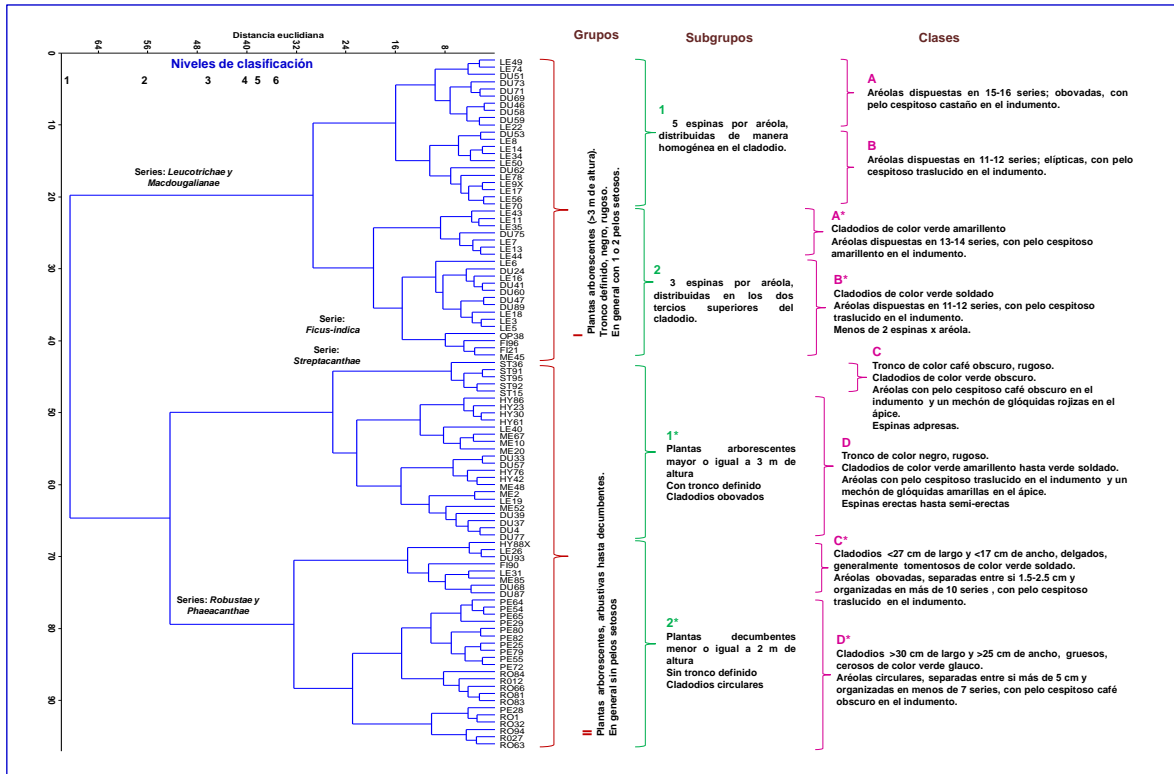 Distancia euclidiana
64 56 48 40 32 24 16 8
Niveles de clasificación
1 2 3 4 5 6
0
10
20
30
40
50
60
70
80
90
Series: Leucotrichae y
Macdougalianae
Serie:
Ficus-indica
Serie:
Streptacanthae
Series: Robustae y
Phaeacanthae
LE49
LE74
DU51
DU73
DU71
DU69
DU46
DU58
DU59
LE22
DU53
LE8
LE14
LE34
LE50
DU62
LE78
LE9X
LE17
LE56
LE70
LE43
LE11
LE35
DU75
LE7
LE13
LE44
LE6
DU24
LE16
DU41
DU60
DU47
DU89
LE18
LE3
LE5
OP38
FI96
FI21
ME45
ST36
ST91
ST95
ST92
ST15
HY86
HY23
HY30
HY61
LE40
ME67
ME10
ME20
DU33
DU57
HY76
HY42
ME48
ME2
LE19
ME52
DU39
DU37
DU4
DU77
HY88X
LE26
DU93
FI90
LE31
ME85
DU68
DU87
PE64
PE54
PE65
PE29
PE80
PE82
PE25
PE79
PE55
PE72
RO84
R012
RO66
RO81
RO83
PE28
RO1
RO32
RO94
R027
RO63
Grupos
I
Plantas arborescentes (>3 m de altura).
Tronco definido, negro, rugoso.
En general con 1 o 2 pelos setosos.
II
Plantas arborescentes, arbustivas hasta decumbentes.
En general sin pelos setosos
Subgrupos
1
5 espinas por aréola,
distribuidas de manera
homogénea en el cladodio.
2
3 espinas por aréola,
distribuidas en los dos
tercios superiores del
cladodio.
1*
Plantas arborescentes
mayor o igual a 3 m de
altura
Con tronco definido
Cladodios obovados
2*
Plantas decumbentes
menor o igual a 2 m de
altura
Sin tronco definido
Cladodios circulares
Clases
A
Aréolas dispuestas en 15-16 series; obovadas, con
pelo cespitoso castaño en el indumento.
B
Aréolas dispuestas en 11-12 series; elípticas, con pelo
cespitoso traslucido en el indumento.
A*
Cladodios de color verde amarillento
Aréolas dispuestas en 13-14 series, con pelo cespitoso
amarillento en el indumento.
B*
Cladodios de color verde soldado
Aréolas dispuestas en 11-12 series, con pelo cespitoso
traslucido en el indumento.
Menos de 2 espinas x aréola.
C
Tronco de color café obscuro, rugoso.
Cladodios de color verde obscuro.
Aréolas con pelo cespitoso café obscuro en el
indumento y un mechón de glóquidas rojizas en el
ápice.
Espinas adpresas.
D
Tronco de color negro, rugoso.
Cladodios de color verde amarillento hasta verde soldado.
Aréolas con pelo cespitoso traslucido en el indumento y un
mechón de glóquidas amarillas en el ápice.
Espinas erectas hasta semi-erectas
C*
Cladodios <27 cm de largo y <17 cm de ancho, delgados,
generalmente tomentosos de color verde soldado.
Aréolas obovadas, separadas entre si 1.5-2.5 cm y
organizadas en más de 10 series , con pelo cespitoso
traslucido en el indumento.
D*
Cladodios >30 cm de largo y >25 cm de ancho, gruesos,
cerosos de color verde glauco.
Aréolas circulares, separadas entre si más de 5 cm y
organizadas en menos de 7 series, con pelo cespitoso café
obscuro en el indumento.